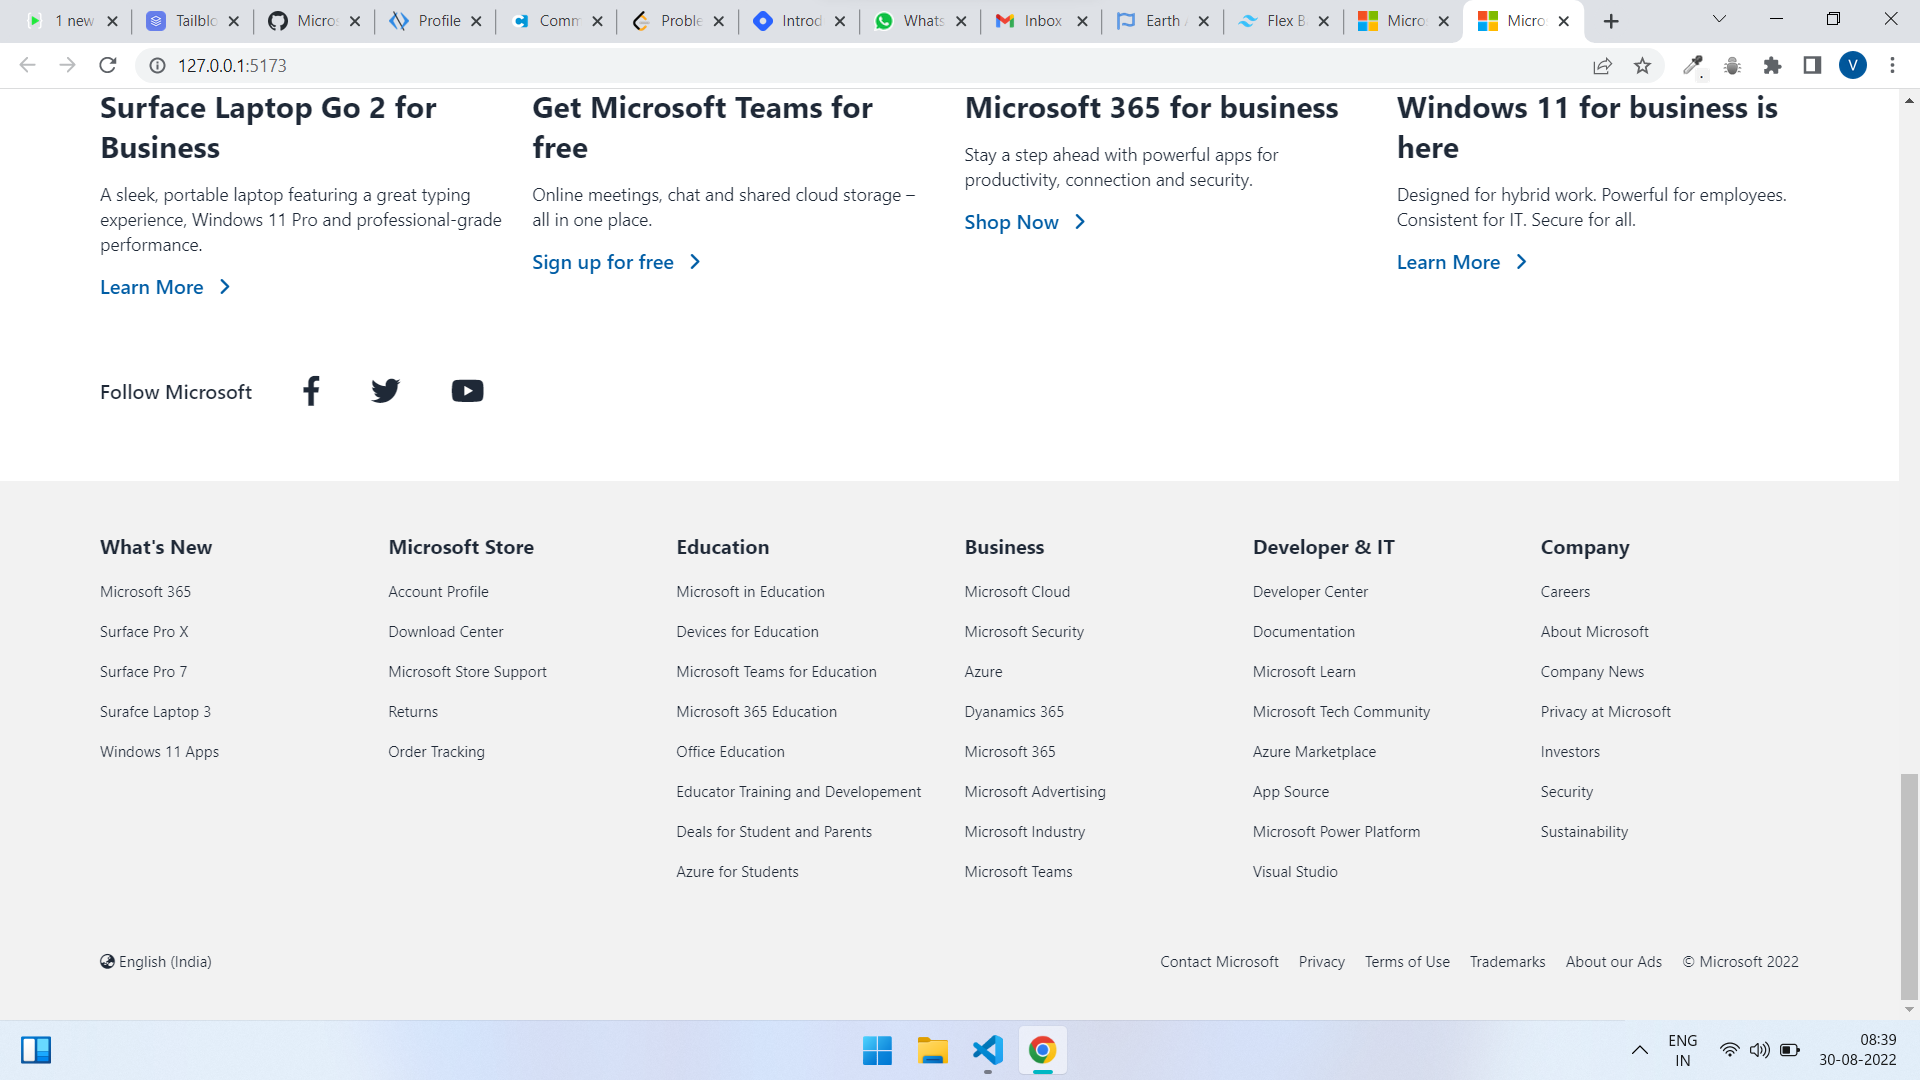 1 new
Tailblo
Micros
Profile
Comm
Proble
Introd
Whats
Inbox
Earth
Flex B
Micro
Micro
127.0.0.1:5173
V
Surface Laptop Go 2 for
Business
A sleek, portable laptop featuring a great typing
experience, Windows 11 Pro and professional-grade
performance.
Learn More
Get Microsoft Teams for
free
Online meetings, chat and shared cloud storage –
all in one place.
Sign up for free
Microsoft 365 for business
Stay a step ahead with powerful apps for
productivity, connection and security.
Shop Now
Windows 11 for business is
here
Designed for hybrid work. Powerful for employees.
Consistent for IT. Secure for all.
Learn More
Follow Microsoft
What's New
Microsoft 365
Surface Pro X
Surface Pro 7
Surafce Laptop 3
Windows 11 Apps
Microsoft Store
Account Profile
Download Center
Microsoft Store Support
Returns
Order Tracking
Education
Microsoft in Education
Devices for Education
Microsoft Teams for Education
Microsoft 365 Education
Office Education
Educator Training and Developement
Deals for Student and Parents
Azure for Students
Business
Microsoft Cloud
Microsoft Security
Azure
Dyanamics 365
Microsoft 365
Microsoft Advertising
Microsoft Industry
Microsoft Teams
Developer & IT
Developer Center
Documentation
Microsoft Learn
Microsoft Tech Community
Azure Marketplace
App Source
Microsoft Power Platform
Visual Studio
Company
Careers
About Microsoft
Company News
Privacy at Microsoft
Investors
Security
Sustainability
English (India)
Contact Microsoft
Privacy
Terms of Use
Trademarks
About our Ads
© Microsoft 2022
ENG
IN
08:39
30-08-2022